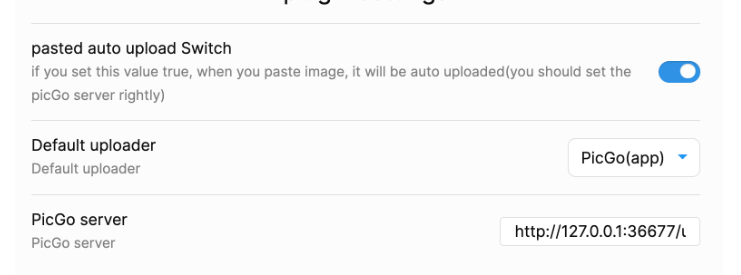 pasted auto upload Switch
if you set this value true, when you paste image, it will be auto uploaded(you should set the
picGo server rightly)
Default uploader
Default uploader
PicGo(app)
PicGo server
PicGo server
http://127.0.0.1:36677/u